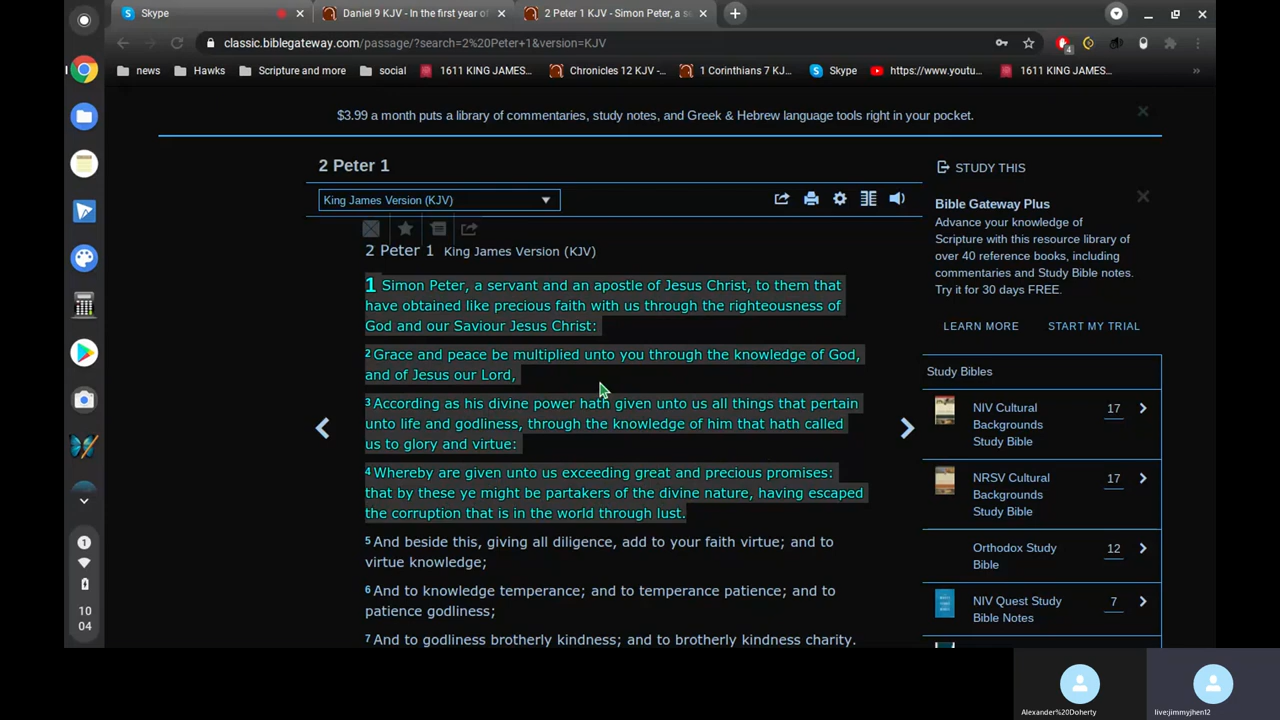 Skype
Daniel 9 KJV - In the first year of
2 Peter 1 KJV - Simon Peter, a se
classic.biblegateway.com/passage/?search=2%20Peter+1&version=KJV
4
news
Hawks
Scripture and more
social
1611 KING JAMES...
Chronicles 12 KJV -...
1 Corinthians 7 KJ...
Skype
https://www.youtu...
1611 KING JAMES...
»
$3.99 a month puts a library of commentaries, study notes, and Greek & Hebrew language tools right in your pocket.
2 Peter 1
King James Version (KJV)
2 Peter 1 King James Version (KJV)
1 Simon Peter, a servant and an apostle of Jesus Christ, to them that
have obtained like precious faith with us through the righteousness of
God and our Saviour Jesus Christ:
2 Grace and peace be multiplied unto you through the knowledge of God,
and of Jesus our Lord,
3 According as his divine power hath given unto us all things that pertain
unto life and godliness, through the knowledge of him that hath called
us to glory and virtue:
4 Whereby are given unto us exceeding great and precious promises:
that by these ye might be partakers of the divine nature, having escaped
the corruption that is in the world through lust.
5 And beside this, giving all diligence, add to your faith virtue; and to
virtue knowledge;
6 And to knowledge temperance; and to temperance patience; and to
patience godliness;
7 And to godliness brotherly kindness; and to brotherly kindness charity.
STUDY THIS
Bible Gateway Plus
Advance your knowledge of
Scripture with this resource library of
over 40 reference books, including
commentaries and Study Bible notes.
Try it for 30 days FREE.
LEARN MORE
START MY TRIAL
Study Bibles
NIV Cultural
Backgrounds
Study Bible
17
NRSV Cultural
Backgrounds
Study Bible
17
Orthodox Study
Bible
12
NIV Quest Study
Bible Notes
7
1
10
04
Alexander%20Doherty
live:jimmyjhen12